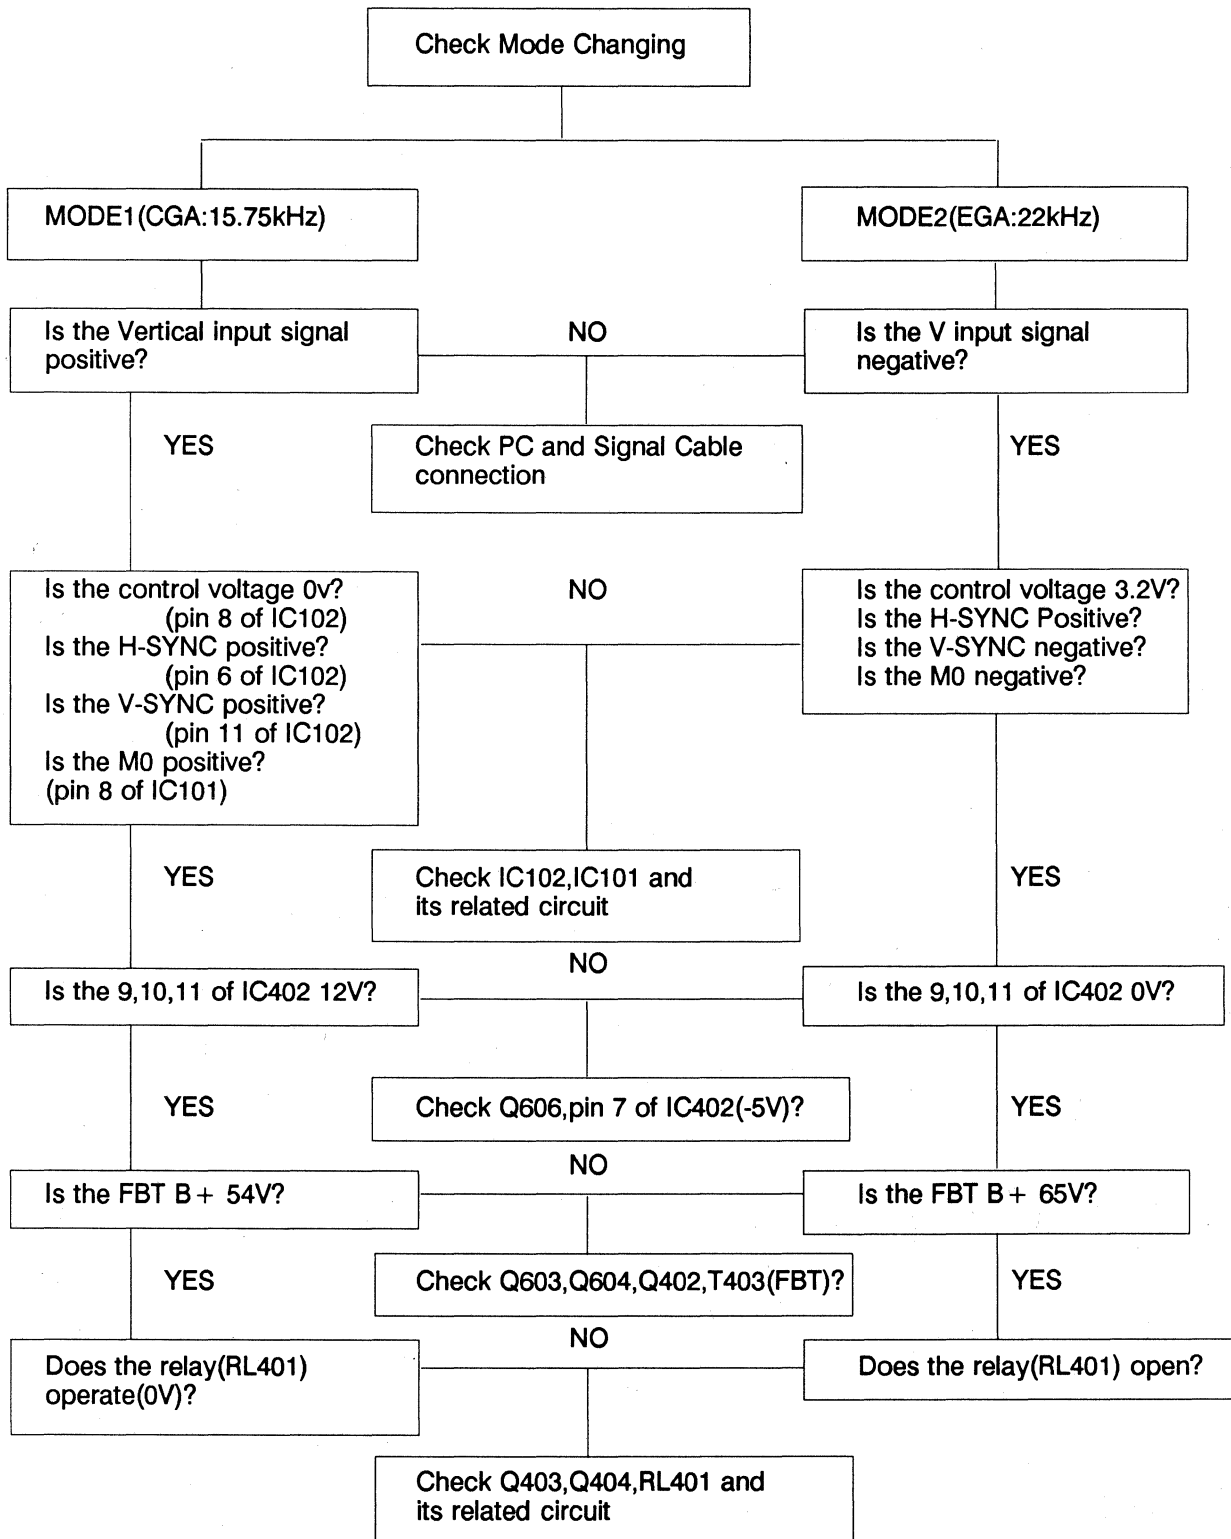 Check Mode Changing
MODE1(CGA:15.75kHz)
MODE2(EGA:22kHz)
Is the Vertical input signal
positive?
NO
Is the V input signal
negative?
YES
Check PC and Signal Cable
connection
YES
Is the control voltage 0v?
(pin 8 of IC102)
Is the H-SYNC positive?
(pin 6 of IC102)
Is the V-SYNC positive?
(pin 11 of IC102)
Is the M0 positive?
(pin 8 of IC101)
NO
Is the control voltage 3.2V?
Is the H-SYNC Positive?
Is the V-SYNC negative?
Is the M0 negative?
YES
Check IC102,IC101 and
its related circuit
YES
NO
Is the 9,10,11 of IC402 12V?
Is the 9,10,11 of IC402 0V?
YES
Check Q606,pin 7 of IC402(-5V)?
YES
NO
Is the FBT B+ 54V?
Is the FBT B+ 65V?
YES
Check Q603,Q604,Q402,T403(FBT)?
YES
NO
Does the relay(RL401)
operate(0V)?
Does the relay(RL401) open?
Check Q403,Q404,RL401 and
its related circuit